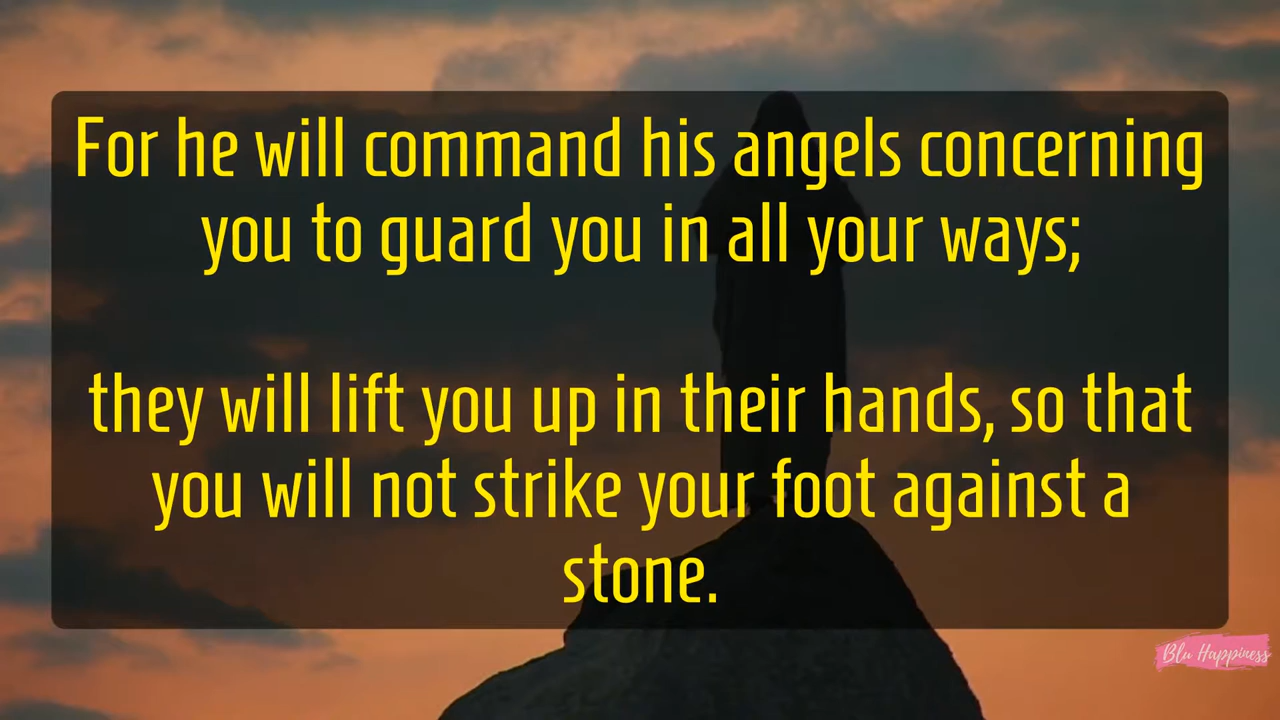 For he will command his angels concerning
you to guard you in all your ways;
they will lift you up in their hands, so that
you will not strike your foot against a
stone.
Blu Happiness